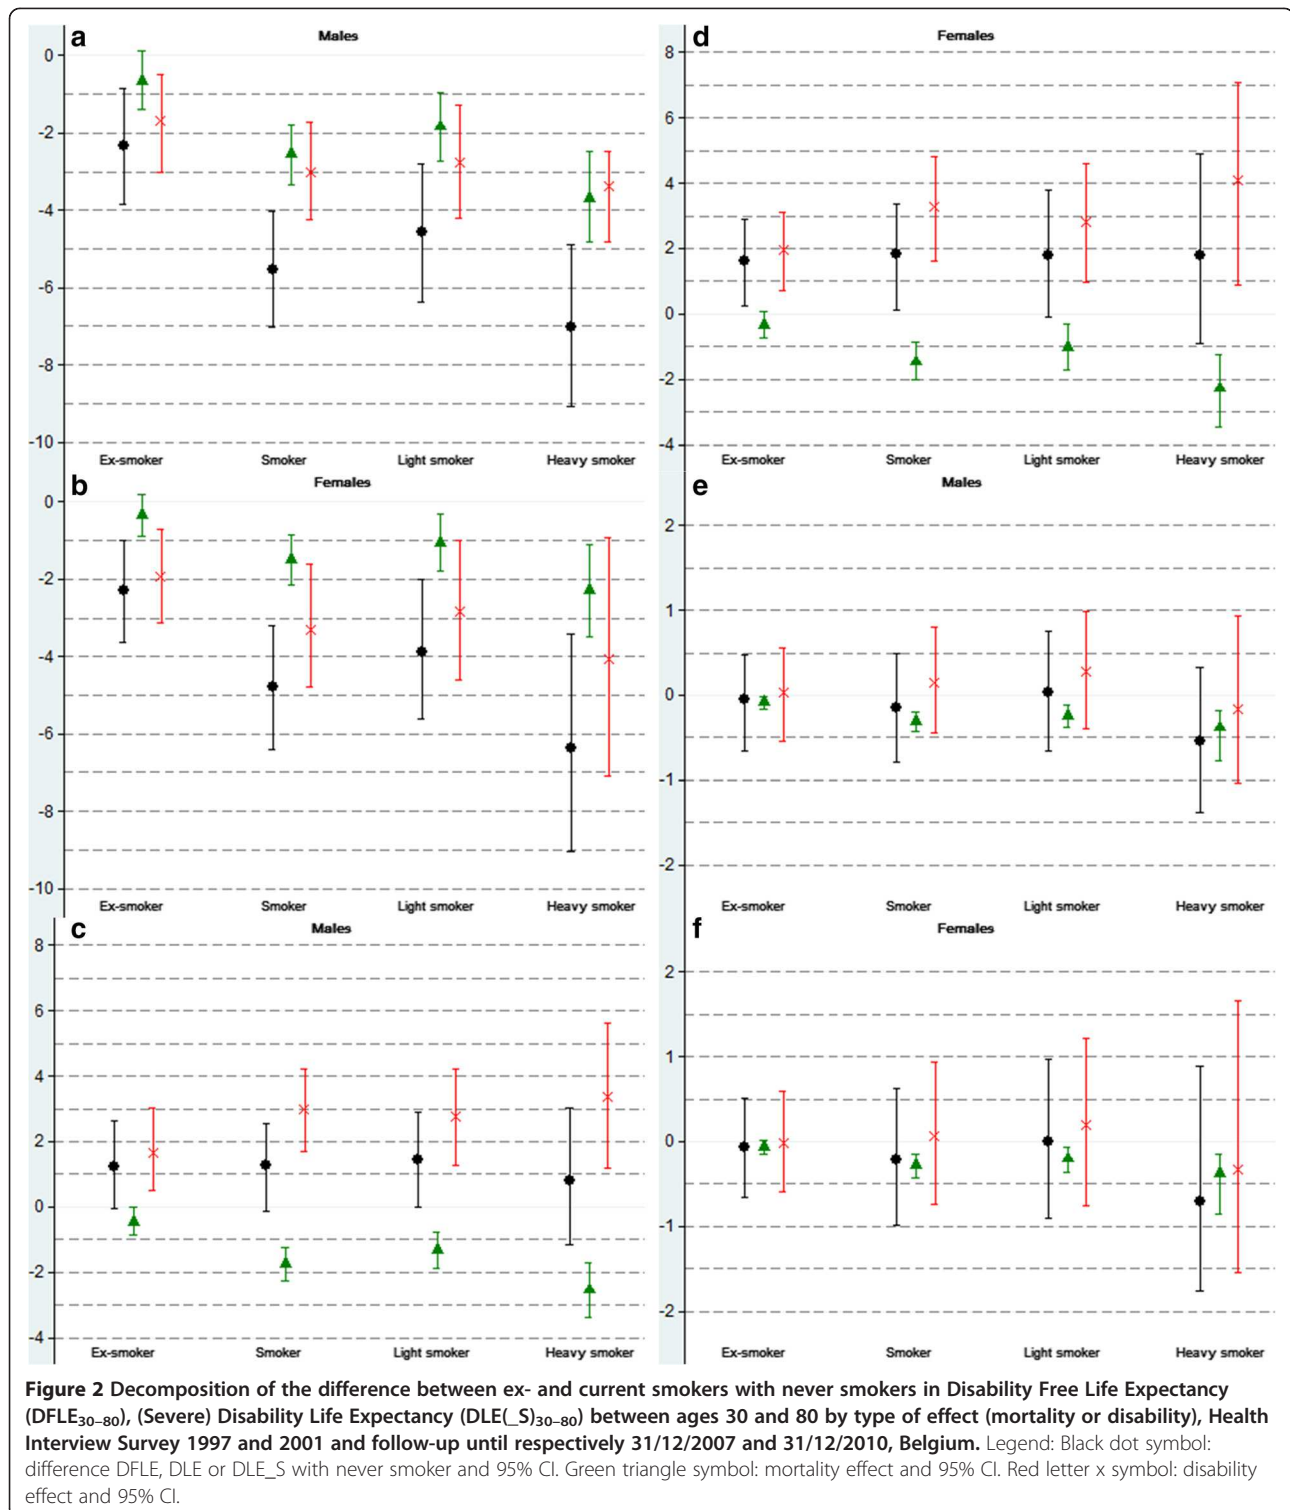 a
Males
0
-2
-4
-6
-8
-10
Ex-smoker Smoker Light smoker Heavy smoker
b
Females
0
-2
-4
-6
-8
-10
Ex-smoker Smoker Light smoker Heavy smoker
c
Males
8
6
4
2
0
-2
-4
Ex-smoker Smoker Light smoker Heavy smoker
d
Females
8
6
4
2
0
-2
-4
Ex-smoker Smoker Light smoker Heavy smoker
e
Males
2
1
0
-1
-2
Ex-smoker Smoker Light smoker Heavy smoker
f
Females
2
1
0
-1
-2
Ex-smoker Smoker Light smoker Heavy smoker
Figure 2 Decomposition of the difference between ex- and current smokers with never smokers in Disability Free Life Expectancy
(DFLE30–80), (Severe) Disability Life Expectancy (DLE(_S)30–80) between ages 30 and 80 by type of effect (mortality or disability), Health
Interview Survey 1997 and 2001 and follow-up until respectively 31/12/2007 and 31/12/2010, Belgium. Legend: Black dot symbol:
difference DFLE, DLE or DLE_S with never smoker and 95% CI. Green triangle symbol: mortality effect and 95% CI. Red letter x symbol: disability
effect and 95% CI.